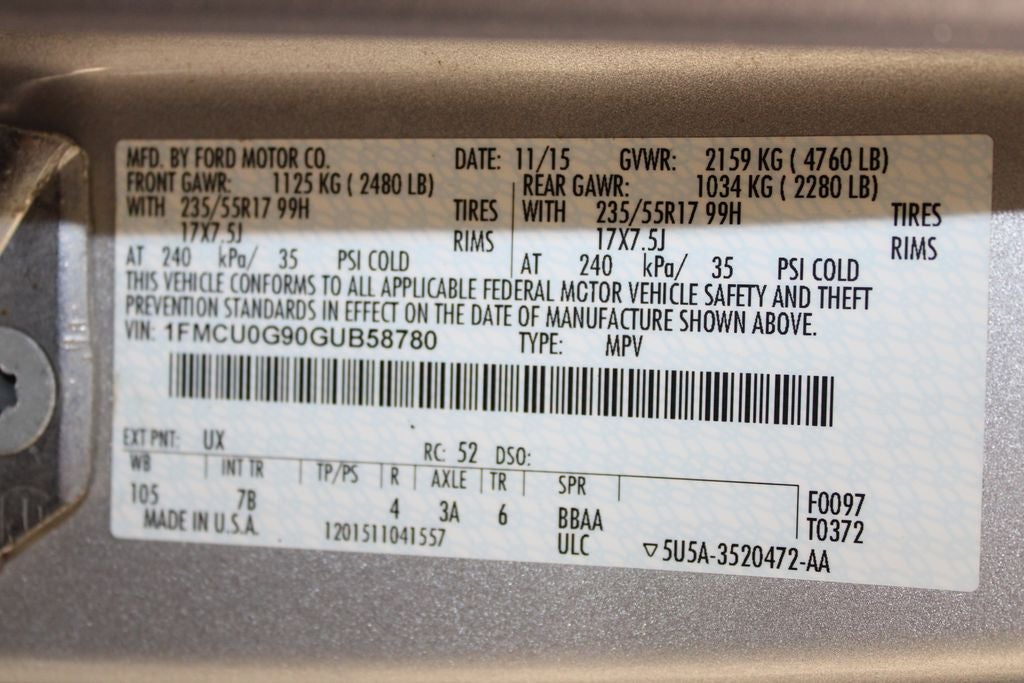 MFD. BY FORD MOTOR CO. DATE: 11/15 GVWR: 2159 KG ( 4760 LB)
FRONT GAWR: 1125 KG ( 2480 LB) REAR GAWR: 1034 KG ( 2280 LB)
WITH 235/55R17 99H TIRES WITH 235/55R17 99H TIRES
17X7.5J RIMS 17X7.5J RIMS
AT 240 kPa/ 35 PSI COLD AT 240 kPa/ 35 PSI COLD
THIS VEHICLE CONFORMS TO ALL APPLICABLE FEDERAL MOTOR VEHICLE SAFETY AND THEFT
PREVENTION STANDARDS IN EFFECT ON THE DATE OF MANUFACTURE SHOWN ABOVE.
VIN: 1FMCU0G90GUB58780 TYPE: MPV
EXT PNT: UX RC: 52 DSO:
WB INT TR TP/PS R AXLE TR SPR
105 7B 4 3A 6 BBAA F0097
MADE IN U.S.A. 1201511041557 ULC T0372
▽5U5A-3520472-AA